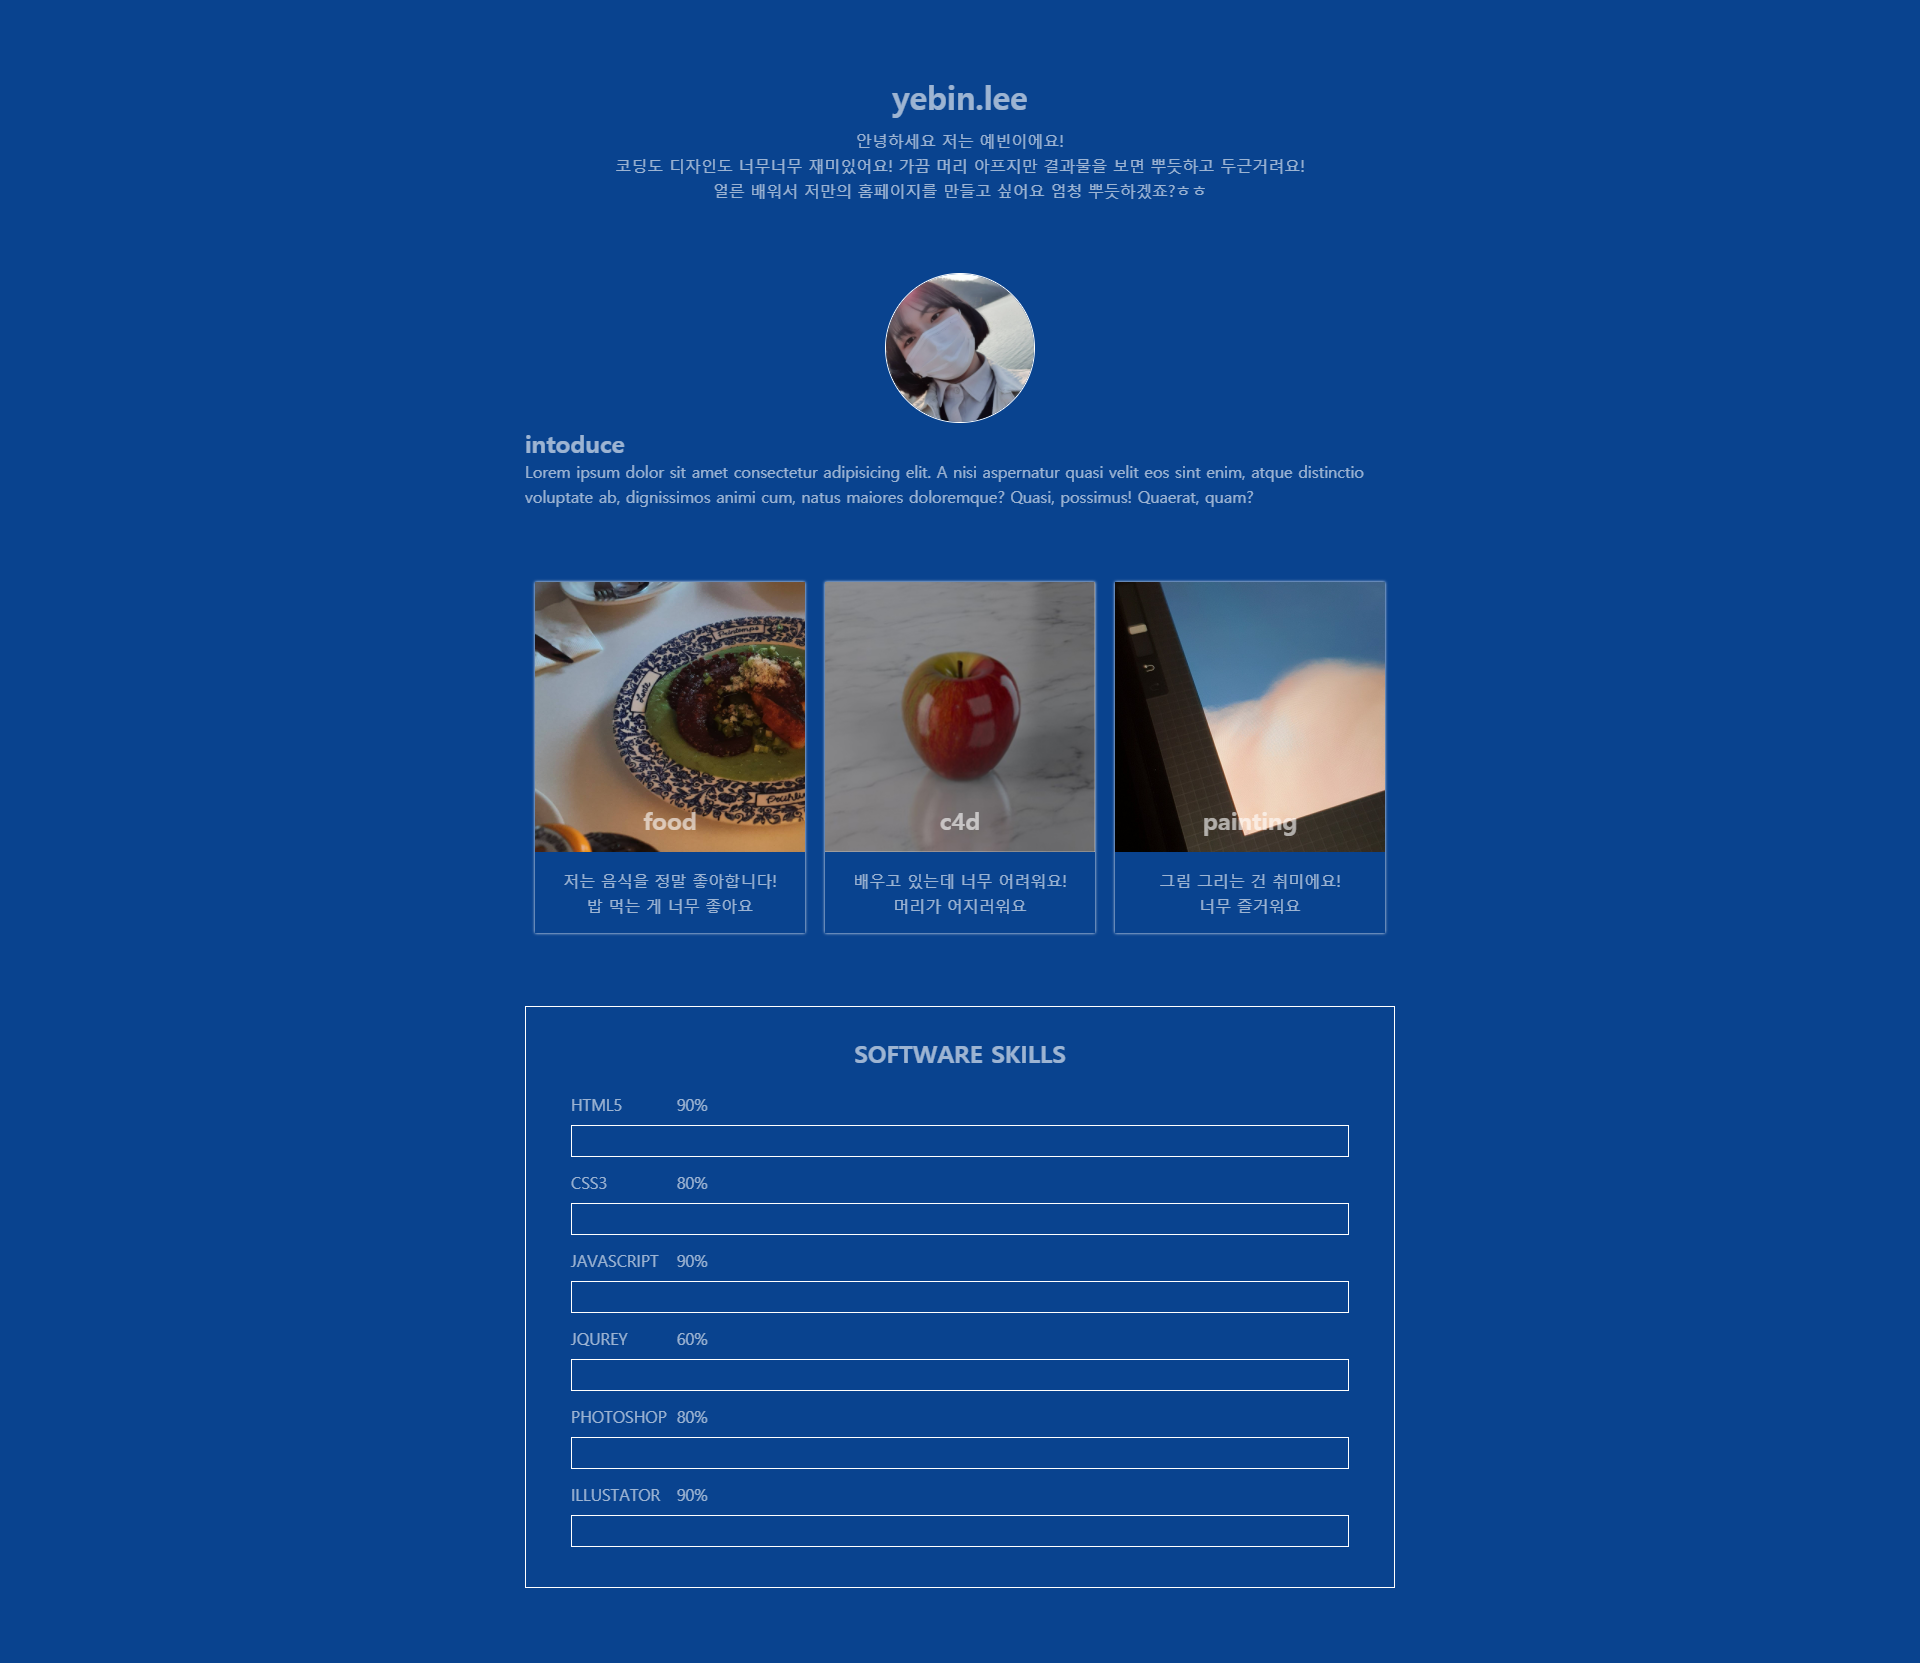 yebin.lee
안녕하세요 저는 예빈이에요!
코딩도 디자인도 너무너무 재미있어요! 가끔 머리 아프지만 결과물을 보면 뿌듯하고 두근거려요!
얼른 배워서 저만의 홈페이지를 만들고 싶어요 엄청 뿌듯하겠죠?ㅎㅎ
intoduce
Lorem ipsum dolor sit amet consectetur adipisicing elit. A nisi aspernatur quasi velit eos sint enim, atque distinctio
voluptate ab, dignissimos animi cum, natus maiores doloremque? Quasi, possimus! Quaerat, quam?
Printemps
food
c4d
painting
저는 음식을 정말 좋아합니다!
밥 먹는 게 너무 좋아요
배우고 있는데 너무 어려워요!
머리가 어지러워요
그림 그리는 건 취미에요!
너무 즐거워요
SOFTWARE SKILLS
HTML5 90%
CSS3 80%
JAVASCRIPT 90%
JQUREY 60%
PHOTOSHOP 80%
ILLUSTATOR 90%